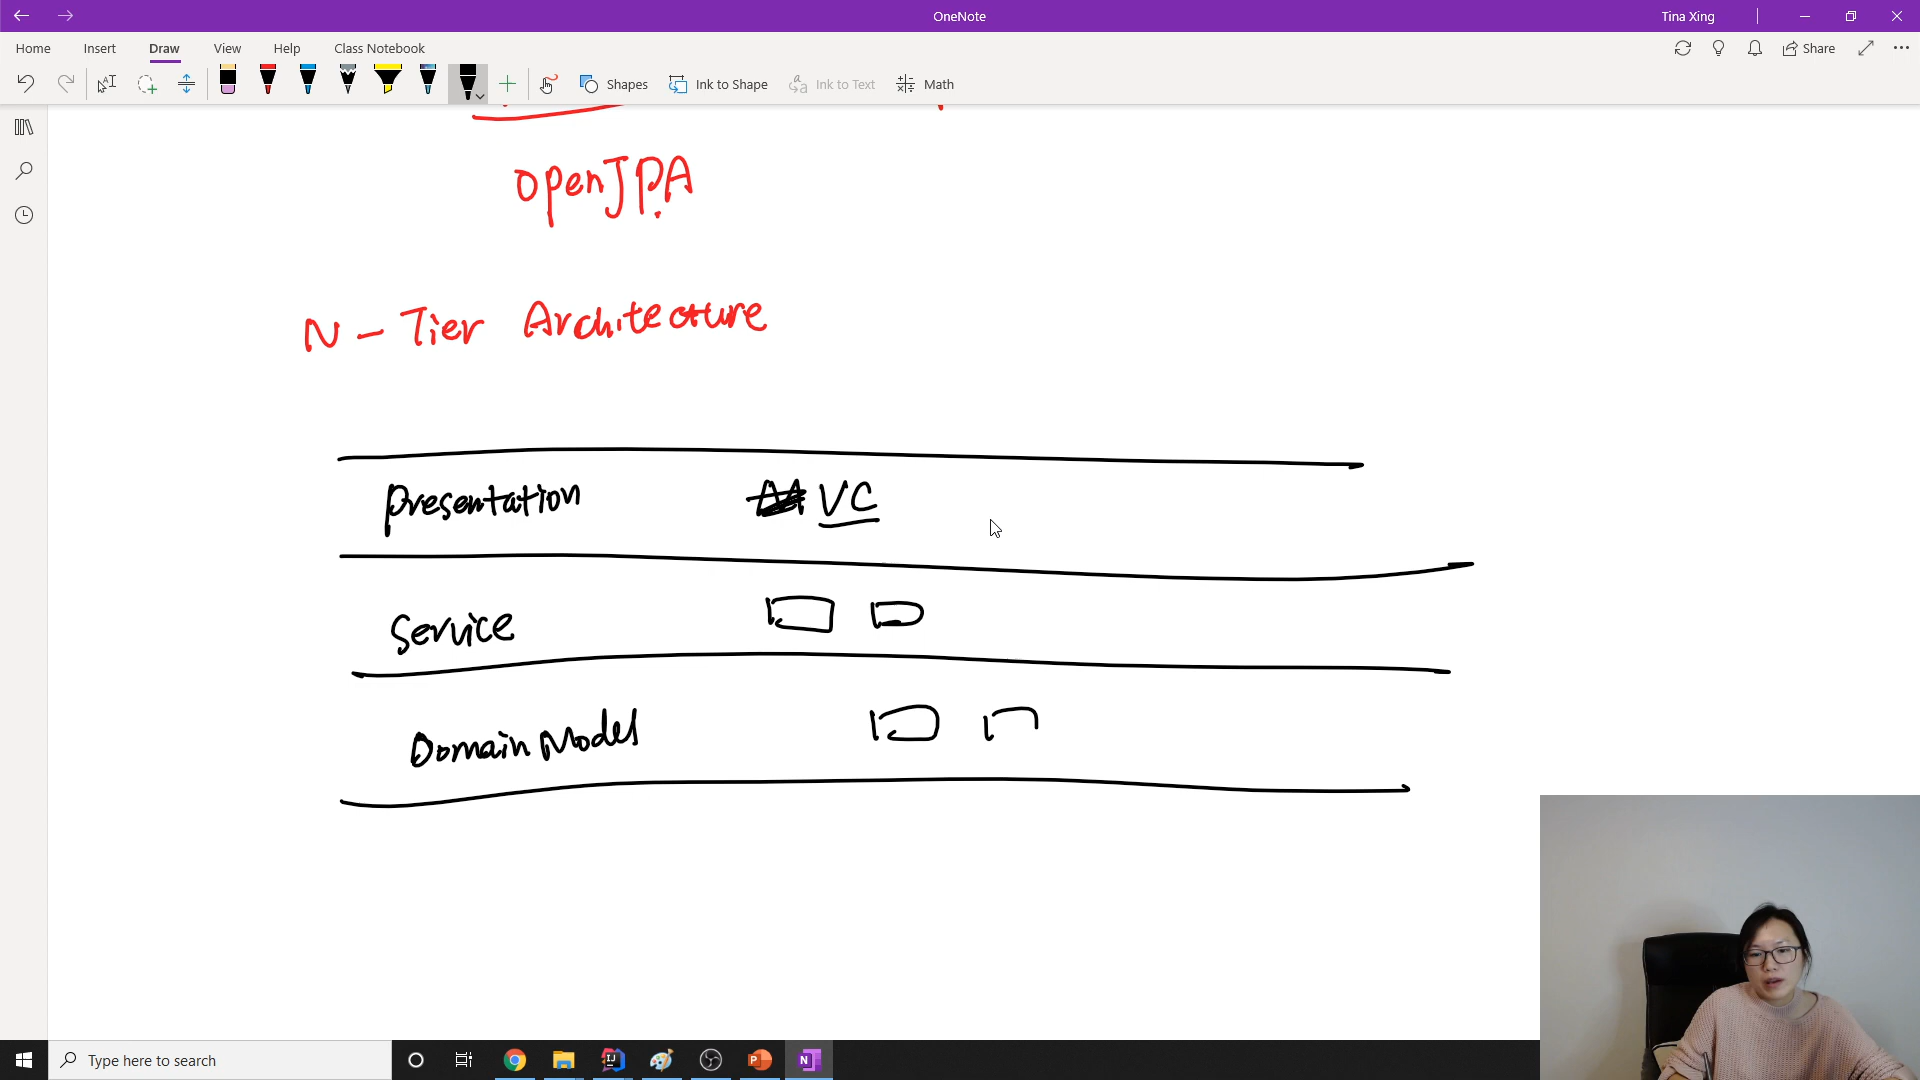 OneNote
Tina Xing
Home Insert Draw View Help Class Notebook
Share
Shapes Ink to Shape Ink to Text Math
OpenJPA
N - Tier Architecture
Presentation VC
Service
Domain Model
Type here to search